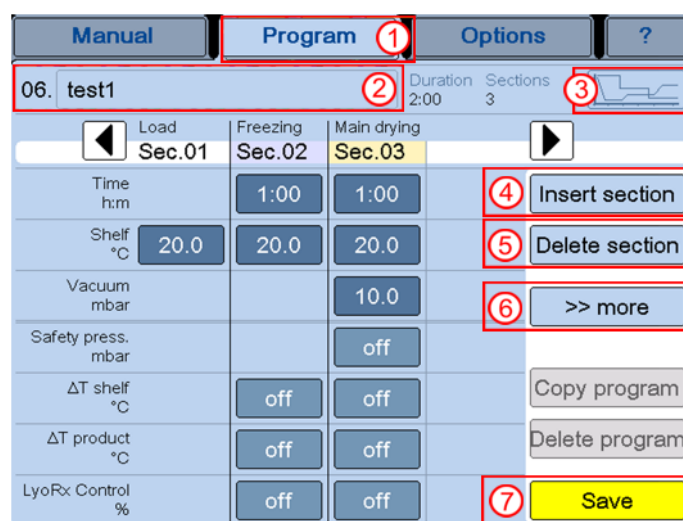 Manual Program 1 Options ?
06. test1 2 Duration Sections 3
2:00 3
Load Freezing Main drying
Sec.01 Sec.02 Sec.03
Time 1:00 1:00 4 Insert section
h:m
Shelf 20.0 20.0 20.0 5 Delete section
°C
Vacuum 10.0 6 >> more
mbar
Safety press. off
mbar
ΔT shelf off off Copy program
°C
ΔT product off off Delete program
°C
LyoRx Control off off 7 Save
%